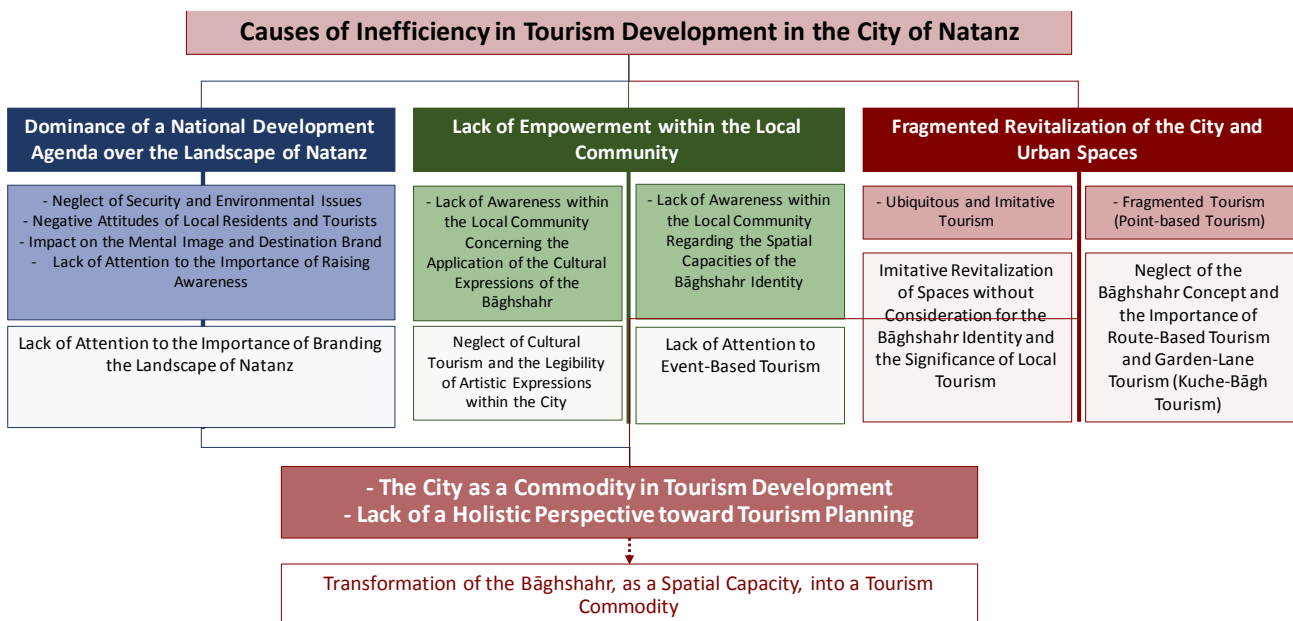 Causes of Inefficiency in Tourism Development in the City of Natanz
Dominance of a National Development
Agenda over the Landscape of Natanz
- Neglect of Security and Environmental Issues
- Negative Attitudes of Local Residents and Tourists
- Impact on the Mental Image and Destination Brand
- Lack of Attention to the Importance of Raising
Awareness
Lack of Attention to the Importance of Branding
the Landscape of Natanz
Lack of Empowerment within the Local
Community
- Lack of Awareness within
the Local Community
Concerning the
Application of the Cultural
Expressions of the
Bāghshahr
- Lack of Awareness within
the Local Community
Regarding the Spatial
Capacities of the
Bāghshahr Identity
Neglect of Cultural
Tourism and the Legibility
of Artistic Expressions
within the City
Lack of Attention to
Event-Based Tourism
Fragmented Revitalization of the City and
Urban Spaces
- Ubiquitous and Imitative
Tourism
- Fragmented Tourism
(Point-based Tourism)
Imitative Revitalization
of Spaces without
Consideration for the
Bāghshahr Identity and
the Significance of Local
Tourism
Neglect of the
Bāghshahr Concept and
the Importance of
Route-Based Tourism
and Garden-Lane
Tourism (Kuche-Bāgh
Tourism)
- The City as a Commodity in Tourism Development
- Lack of a Holistic Perspective toward Tourism Planning
Transformation of the Bāghshahr, as a Spatial Capacity, into a Tourism
Commodity